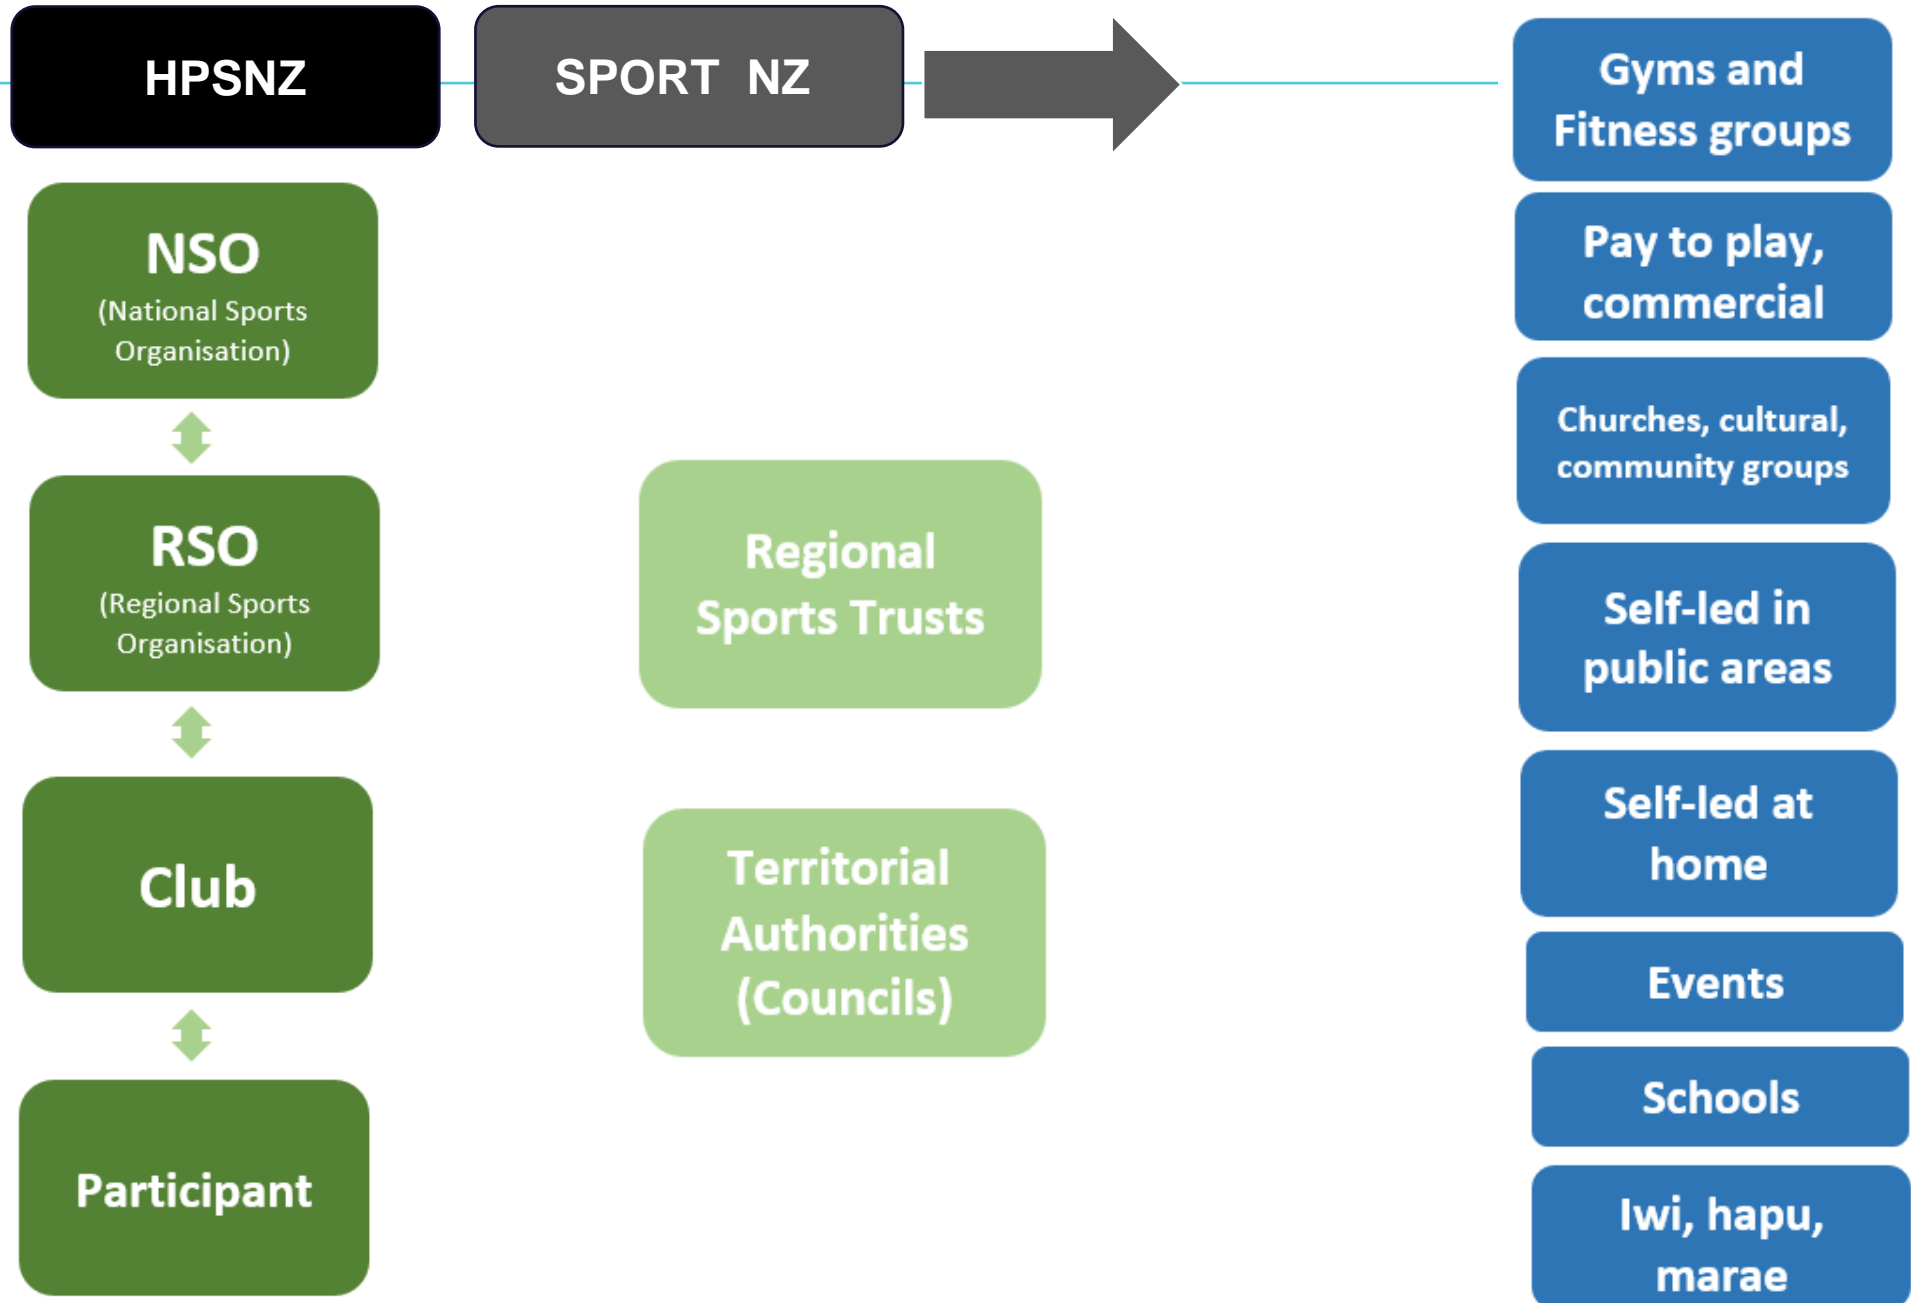 HPSNZ
SPORT NZ
NSO
(National Sports
Organisation)
RSO
(Regional Sports
Organisation)
Club
Participant
Regional
Sports Trusts
Territorial
Authorities
(Councils)
Gyms and
Fitness groups
Pay to play,
commercial
Churches, cultural,
community groups
Self-led in
public areas
Self-led at
home
Events
Schools
Iwi, hapu,
marae